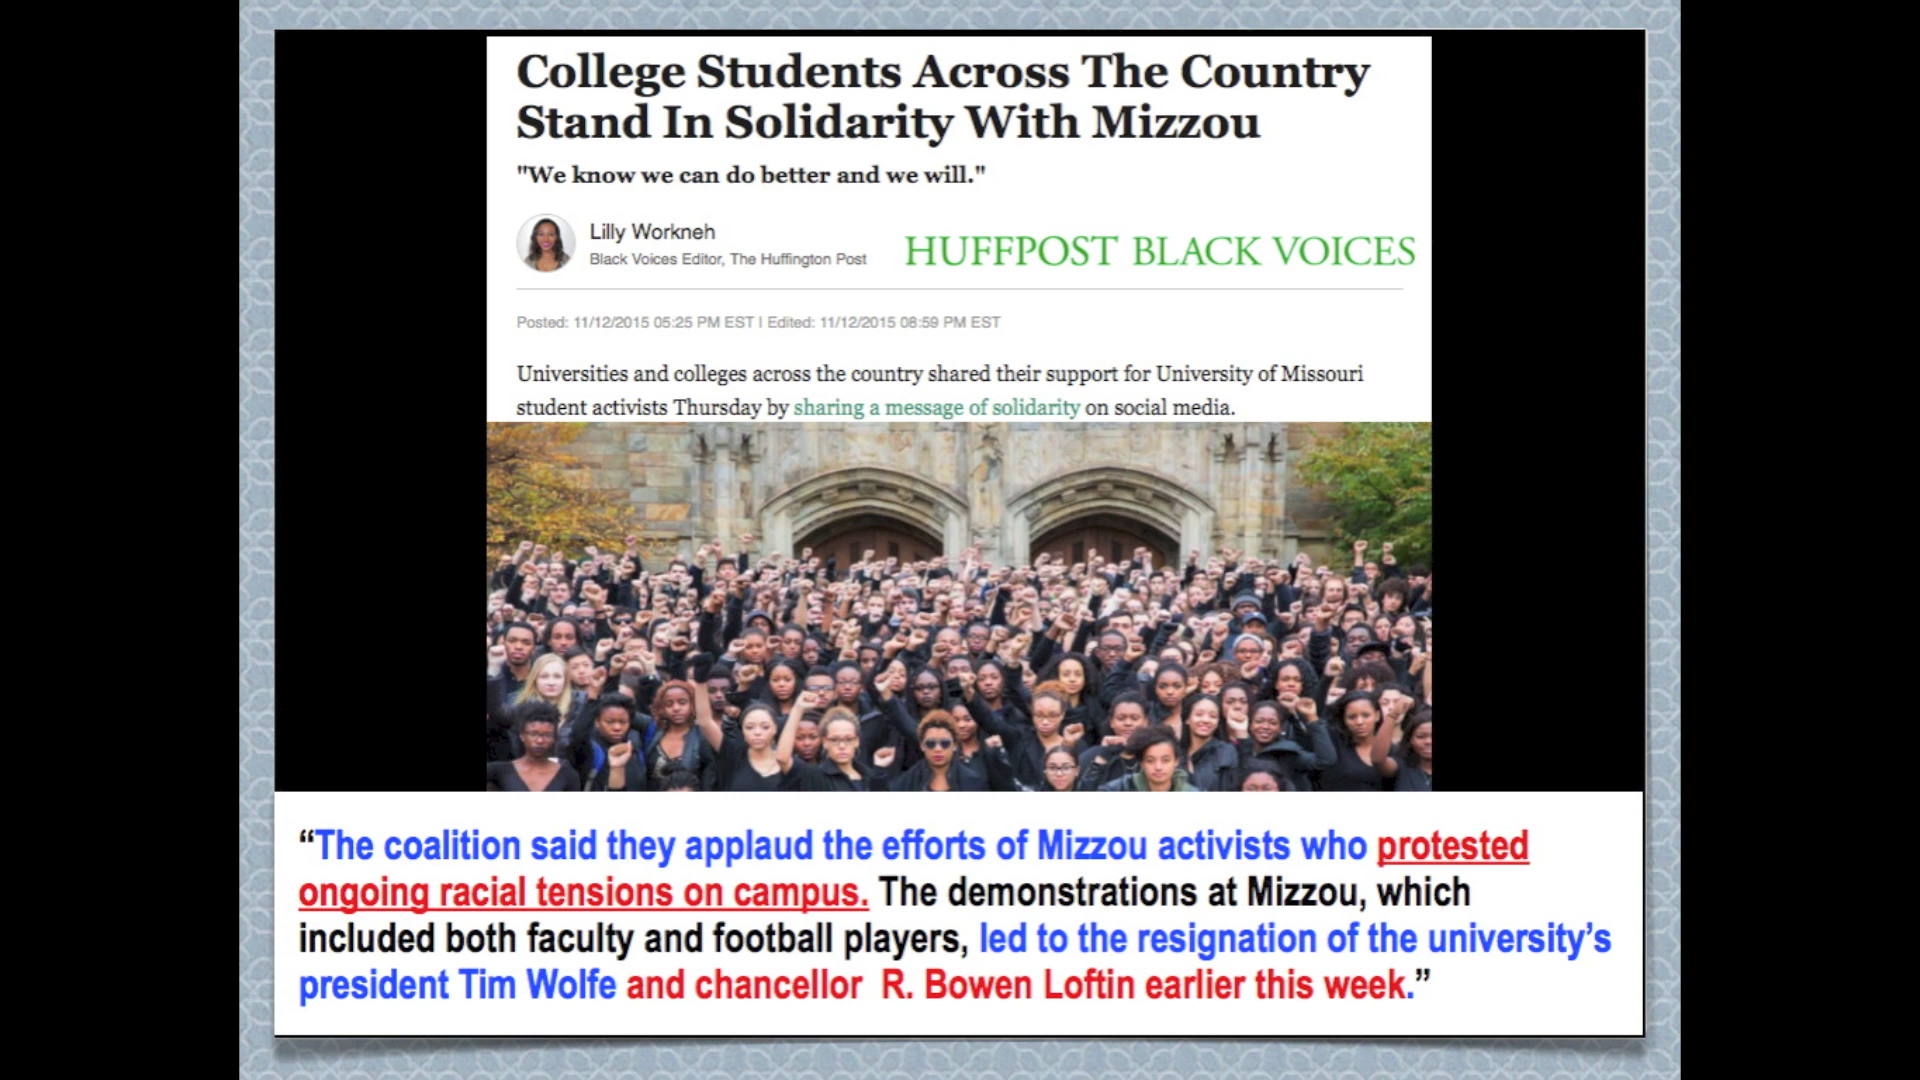 College Students Across The Country
Stand In Solidarity With Mizzou
"We know we can do better and we will."
Lilly Workneh
Black Voices Editor, The Huffington Post
HUFFPOST BLACK VOICES
Posted: 11/12/2015 05:25 PM EST | Edited: 11/12/2015 08:59 PM EST
Universities and colleges across the country shared their support for University of Missouri
student activists Thursday by sharing a message of solidarity on social media.
“The coalition said they applaud the efforts of Mizzou activists who protested
ongoing racial tensions on campus. The demonstrations at Mizzou, which
included both faculty and football players, led to the resignation of the university’s
president Tim Wolfe and chancellor R. Bowen Loftin earlier this week.”